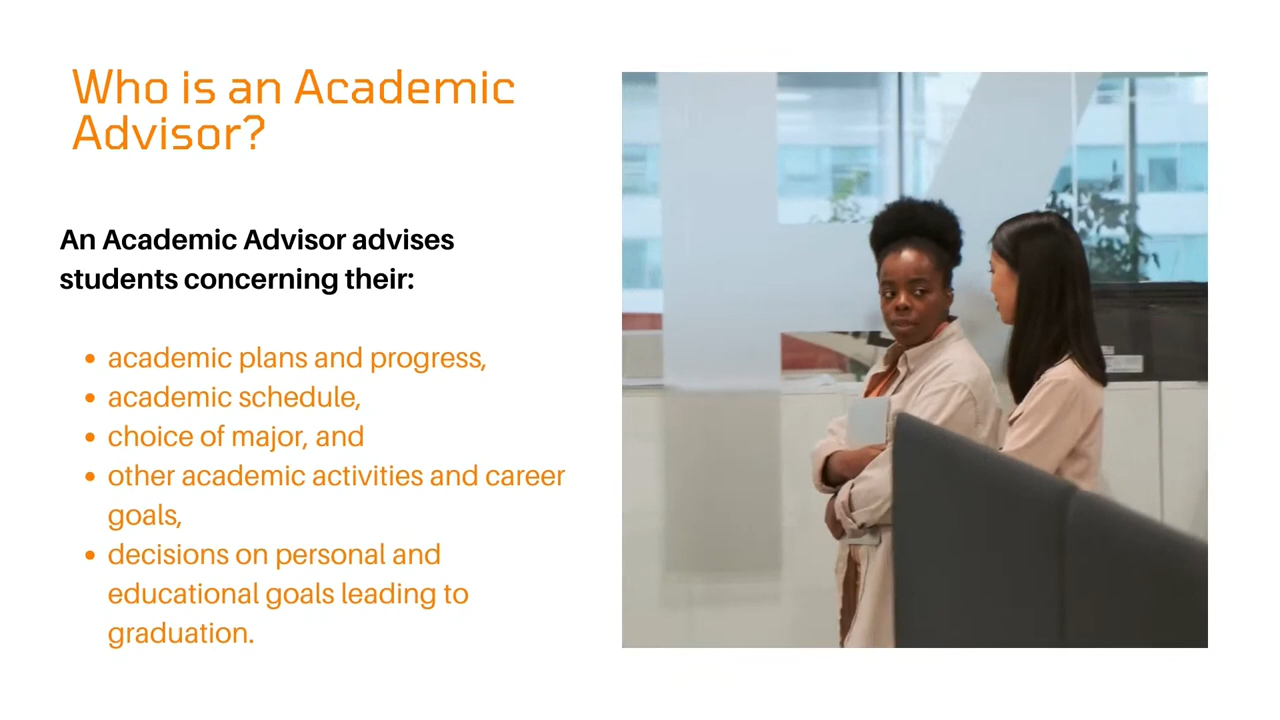 Who is an Academic
Advisor?
An Academic Advisor advises
students concerning their:
• academic plans and progress,
• academic schedule,
• choice of major, and
• other academic activities and career
goals,
• decisions on personal and
educational goals leading to
graduation.